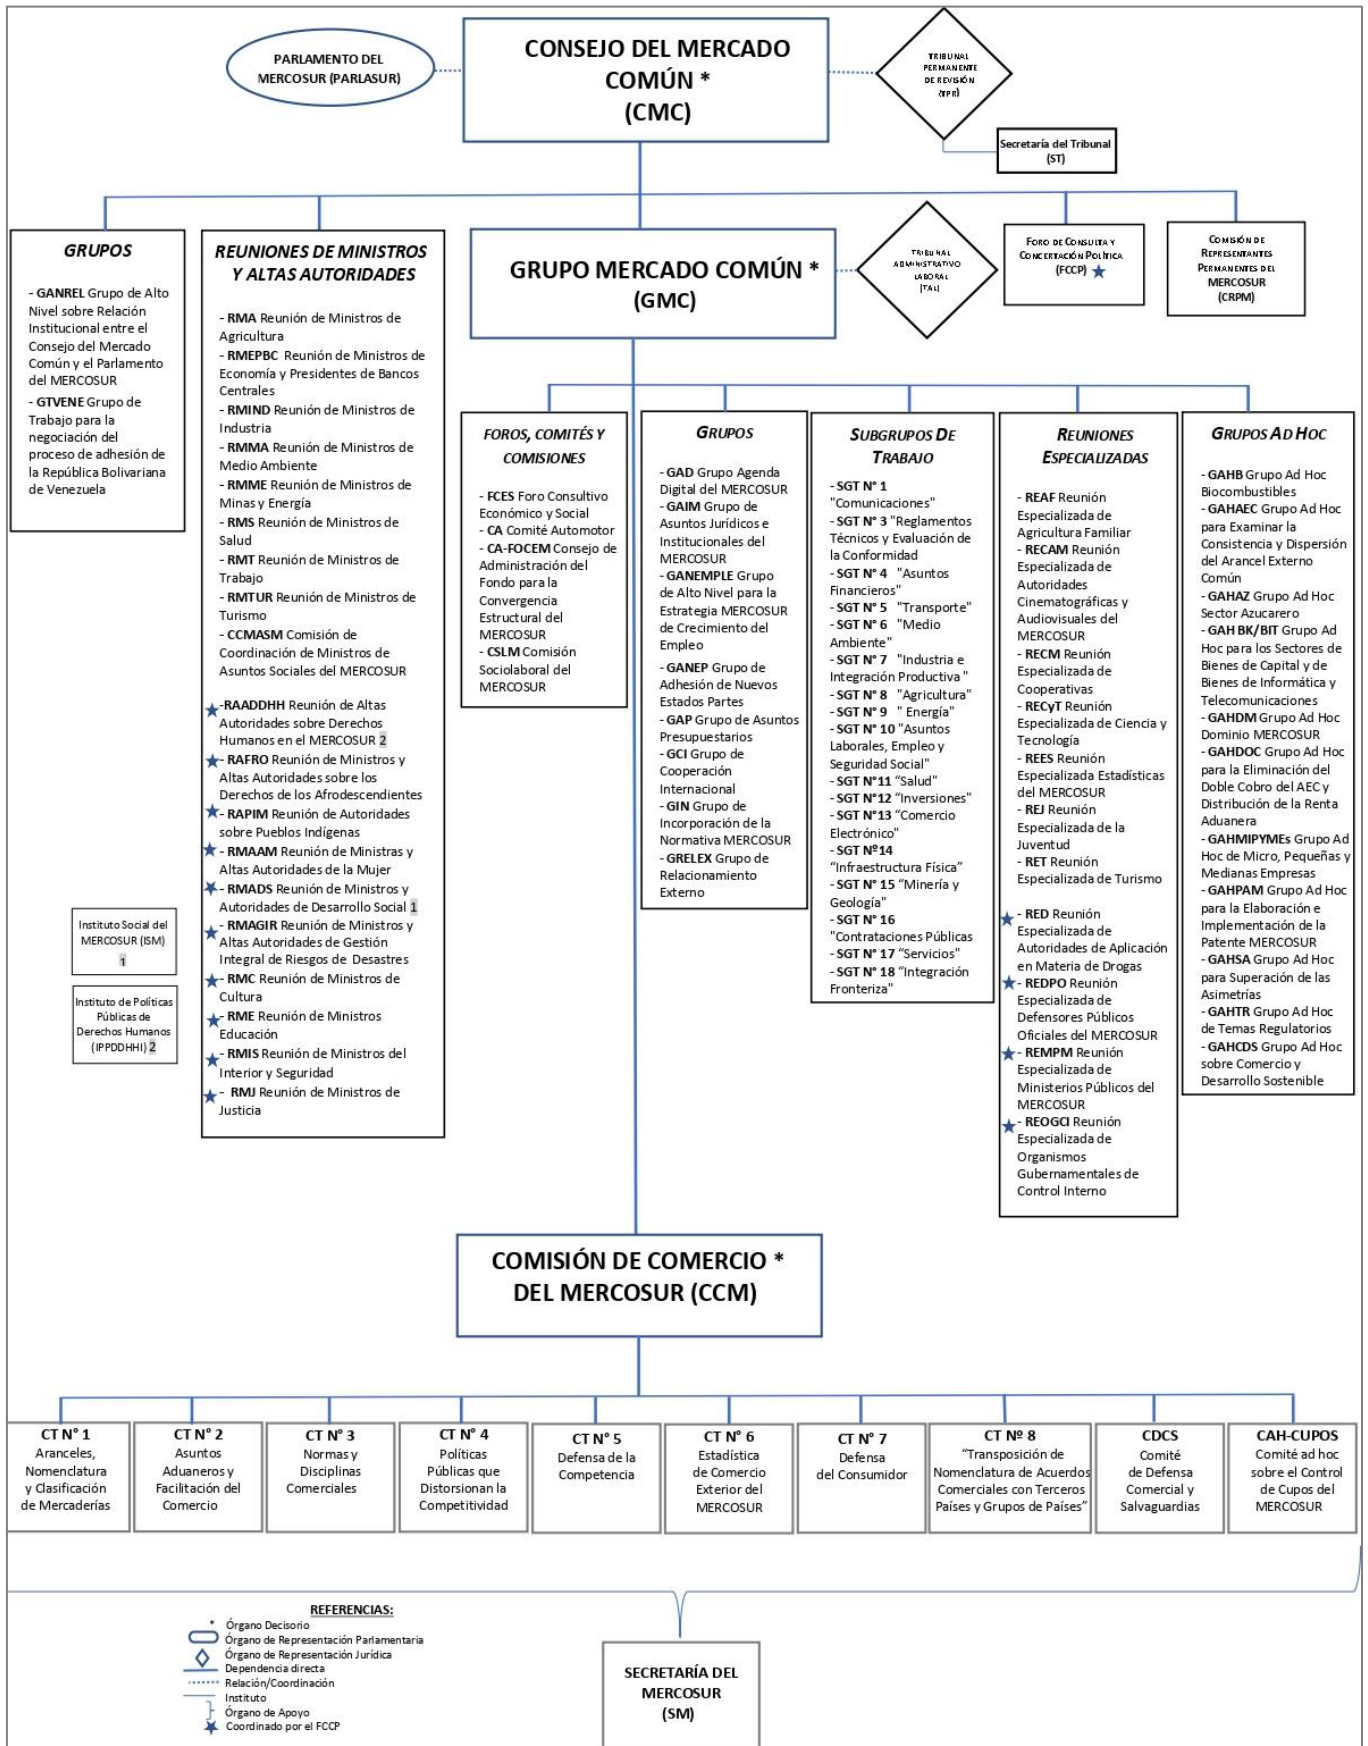 PARLAMENTO DEL
MERCOSUR (PARLASUR)
CONSEJO DEL MERCADO
COMÚN *
(CMC)
TRIBUNAL
PERMANENTE
DE REVISIÓN
(TPR)
Secretaría del Tribunal
(ST)
GRUPOS
- GANREL Grupo de Alto
Nivel sobre Relación
Institucional entre el
Consejo del Mercado
Común y el Parlamento
del MERCOSUR
- GTVENE Grupo de
Trabajo para la
negociación del
proceso de adhesión de
la República Bolivariana
de Venezuela
REUNIONES DE MINISTROS
Y ALTAS AUTORIDADES
- RMA Reunión de Ministros de
Agricultura
- RMEPBC Reunión de Ministros de
Economía y Presidentes de Bancos
Centrales
- RMIND Reunión de Ministros de
Industria
- RMMA Reunión de Ministros de
Medio Ambiente
- RMME Reunión de Ministros de
Minas y Energía
- RMS Reunión de Ministros de
Salud
- RMT Reunión de Ministros de
Trabajo
- RMTUR Reunión de Ministros de
Turismo
- CCMASM Comisión de
Coordinación de Ministros de
Asuntos Sociales del MERCOSUR
-RAADDHH Reunión de Altas
Autoridades sobre Derechos
Humanos en el MERCOSUR 2
- RAFRO Reunión de Ministros y
Altas Autoridades sobre los
Derechos de los Afrodescendientes
- RAPIM Reunión de Autoridades
sobre Pueblos Indígenas
- RMAAM Reunión de Ministras y
Altas Autoridades de la Mujer
- RMADS Reunión de Ministros y
Autoridades de Desarrollo Social 1
- RMAGIR Reunión de Ministros y
Altas Autoridades de Gestión
Integral de Riesgos de Desastres
- RMC Reunión de Ministros de
Cultura
- RME Reunión de Ministros
Educación
- RMIS Reunión de Ministros del
Interior y Seguridad
- RMJ Reunión de Ministros de
Justicia
Instituto Social del
MERCOSUR (ISM)
1
Instituto de Políticas
Públicas de
Derechos Humanos
(IPPDDHHI) 2
GRUPO MERCADO COMÚN *
(GMC)
TRIBUNAL
ADMINISTRATIVO
LABORAL
(TAL)
FORO DE CONSULTA Y
CONCERTACIÓN POLÍTICA
(FCCP)
COMISIÓN DE
REPRESENTANTES
PERMANENTES DEL
MERCOSUR
(CRPM)
FOROS, COMITÉS Y
COMISIONES
- FCES Foro Consultivo
Económico y Social
- CA Comité Automotor
- CA-FOCEM Consejo de
Administración del
Fondo para la
Convergencia
Estructural del
MERCOSUR
- CSLM Comisión
Sociolaboral del
MERCOSUR
GRUPOS
- GAD Grupo Agenda
Digital del MERCOSUR
- GAIM Grupo de
Asuntos Jurídicos e
Institucionales del
MERCOSUR
- GANEMPLE Grupo
de Alto Nivel para la
Estrategia MERCOSUR
de Crecimiento del
Empleo
- GANEP Grupo de
Adhesión de Nuevos
Estados Partes
- GAP Grupo de Asuntos
Presupuestarios
- GCI Grupo de
Cooperación
Internacional
- GIN Grupo de
Incorporación de la
Normativa MERCOSUR
- GRELEX Grupo de
Relacionamiento
Externo
SUBGRUPOS DE
TRABAJO
- SGT N° 1
"Comunicaciones"
- SGT N° 3 "Reglamentos
Técnicos y Evaluación de
la Conformidad
- SGT N° 4 "Asuntos
Financieros"
- SGT N° 5 "Transporte"
- SGT N° 6 "Medio
Ambiente"
- SGT N° 7 "Industria e
Integración Productiva "
- SGT N° 8 "Agricultura"
- SGT N° 9 " Energía"
- SGT N° 10 "Asuntos
Laborales, Empleo y
Seguridad Social"
- SGT N°11 “Salud"
- SGT N°12 “Inversiones"
- SGT N°13 “Comercio
Electrónico"
- SGT Nº14
“Infraestructura Física”
- SGT N° 15 “Minería y
Geología”
- SGT N° 16
"Contrataciones Públicas
- SGT N° 17 “Servicios”
- SGT N° 18 “Integración
Fronteriza"
REUNIONES
ESPECIALIZADAS
- REAF Reunión
Especializada de
Agricultura Familiar
- RECAM Reunión
Especializada de
Autoridades
Cinematográficas y
Audiovisuales del
MERCOSUR
- RECM Reunión
Especializada de
Cooperativas
- RECyT Reunión
Especializada de Ciencia y
Tecnología
- REES Reunión
Especializada Estadísticas
del MERCOSUR
- REJ Reunión
Especializada de la
Juventud
- RET Reunión
Especializada de Turismo
- RED Reunión
Especializada de
Autoridades de Aplicación
en Materia de Drogas
- REDPO Reunión
Especializada de
Defensores Públicos
Oficiales del MERCOSUR
- REMPM Reunión
Especializada de
Ministerios Públicos del
MERCOSUR
- REOGCI Reunión
Especializada de
Organismos
Gubernamentales de
Control Interno
GRUPOS AD HOC
- GAHB Grupo Ad Hoc
Biocombustibles
- GAHAEC Grupo Ad Hoc
para Examinar la
Consistencia y Dispersión
del Arancel Externo
Común
- GAHAZ Grupo Ad Hoc
Sector Azucarero
- GAH BK/BIT Grupo Ad
Hoc para los Sectores de
Bienes de Capital y de
Bienes de Informática y
Telecomunicaciones
- GAHDM Grupo Ad Hoc
Dominio MERCOSUR
- GAHDOC Grupo Ad Hoc
para la Eliminación del
Doble Cobro del AEC y
Distribución de la Renta
Aduanera
- GAHMIPYMEs Grupo Ad
Hoc de Micro, Pequeñas y
Medianas Empresas
- GAHPAM Grupo Ad Hoc
para la Elaboración e
Implementación de la
Patente MERCOSUR
- GAHSA Grupo Ad Hoc
para Superación de las
Asimetrías
- GAHTR Grupo Ad Hoc
de Temas Regulatorios
- GAHCDS Grupo Ad Hoc
sobre Comercio y
Desarrollo Sostenible
COMISIÓN DE COMERCIO *
DEL MERCOSUR (CCM)
CT N° 1
Aranceles,
Nomenclatura
y Clasificación
de Mercaderías
CT N° 2
Asuntos
Aduaneros y
Facilitación del
Comercio
CT N° 3
Normas y
Disciplinas
Comerciales
CT N° 4
Políticas
Públicas que
Distorsionan la
Competitividad
CT N° 5
Defensa de la
Competencia
CT N° 6
Estadística
de Comercio
Exterior del
MERCOSUR
CT N° 7
Defensa
del Consumidor
CT Nº 8
“Transposición de
Nomenclatura de Acuerdos
Comerciales con Terceros
Países y Grupos de Países”
CDCS
Comité
de Defensa
Comercial y
Salvaguardias
CAH-CUPOS
Comité ad hoc
sobre el Control
de Cupos del
MERCOSUR
REFERENCIAS:
* Órgano Decisorio
Órgano de Representación Parlamentaria
Órgano de Representación Jurídica
Dependencia directa
Relación/Coordinación
Instituto
Órgano de Apoyo
Coordinado por el FCCP
SECRETARÍA DEL
MERCOSUR
(SM)